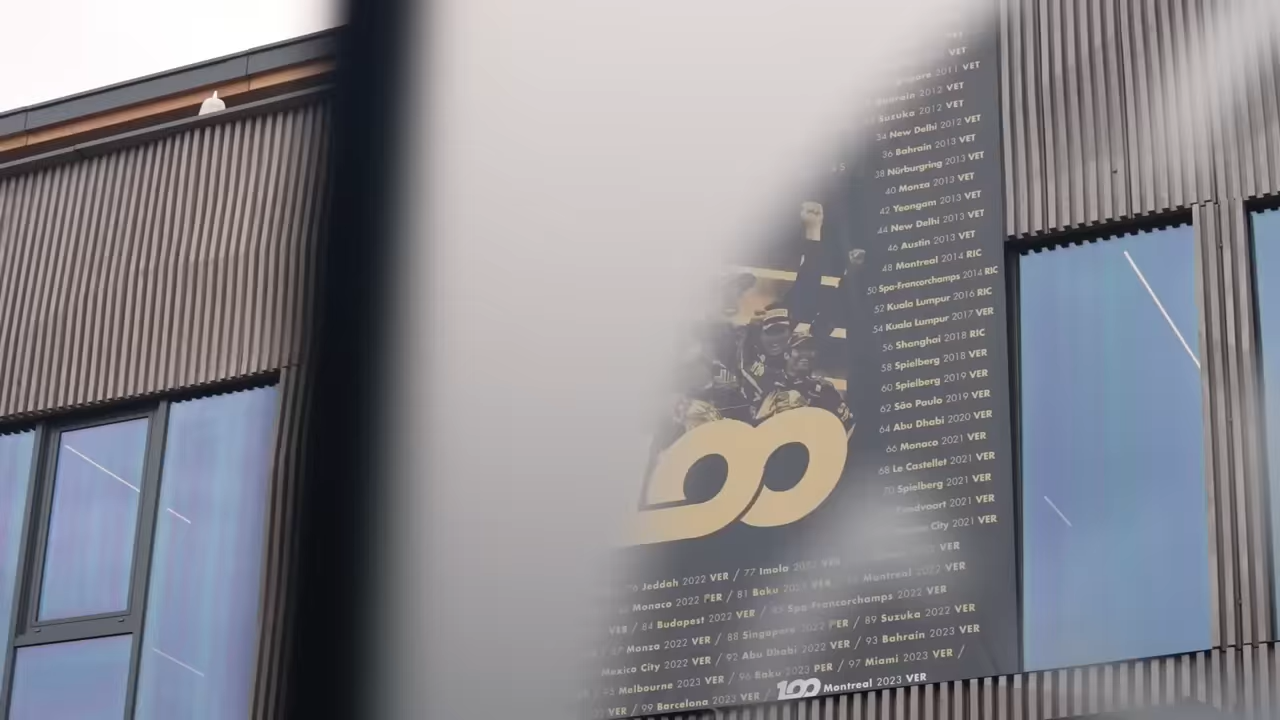 VET
2011 VET
Bahrain 2012 VET
Suzuka 2012 VET
34 New Delhi 2012 VET
36 Bahrain 2013 VET
38 Nürburgring 2013 VET
40 Monza 2013 VET
42 Yeongam 2013 VET
44 New Delhi 2013 VET
46 Austin 2013 VET
48 Montreal 2014 RIC
50 Spa-Francorchamps 2014 RIC
52 Kuala Lumpur 2016 RIC
54 Kuala Lumpur 2017 VER
56 Shanghai 2018 RIC
58 Spielberg 2018 VER
60 Spielberg 2019 VER
62 São Paulo 2019 VER
64 Abu Dhabi 2020 VER
66 Monaco 2021 VER
68 Le Castellet 2021 VER
70 Spielberg 2021 VER
2021 VER
City 2021 VER
100
VER
Jeddah 2022 VER / 77 Imola VER
Monaco 2022 PER / 81 Baku VER Montreal 2022 VER
VER / 84 Budapest 2022 VER / Spa-Francorchamps 2022 VER
Monza 2022 VER / 88 Singapore 2022 PER / 89 Suzuka 2022 VER
Mexico City 2022 VER / 92 Abu Dhabi 2022 VER / 93 Bahrain 2023 VER
95 Melbourne 2023 VER / 96 Baku 2023 PER / 97 Miami 2023 VER /
VER / 99 Barcelona 2023 VER / 100 Montreal 2023 VER